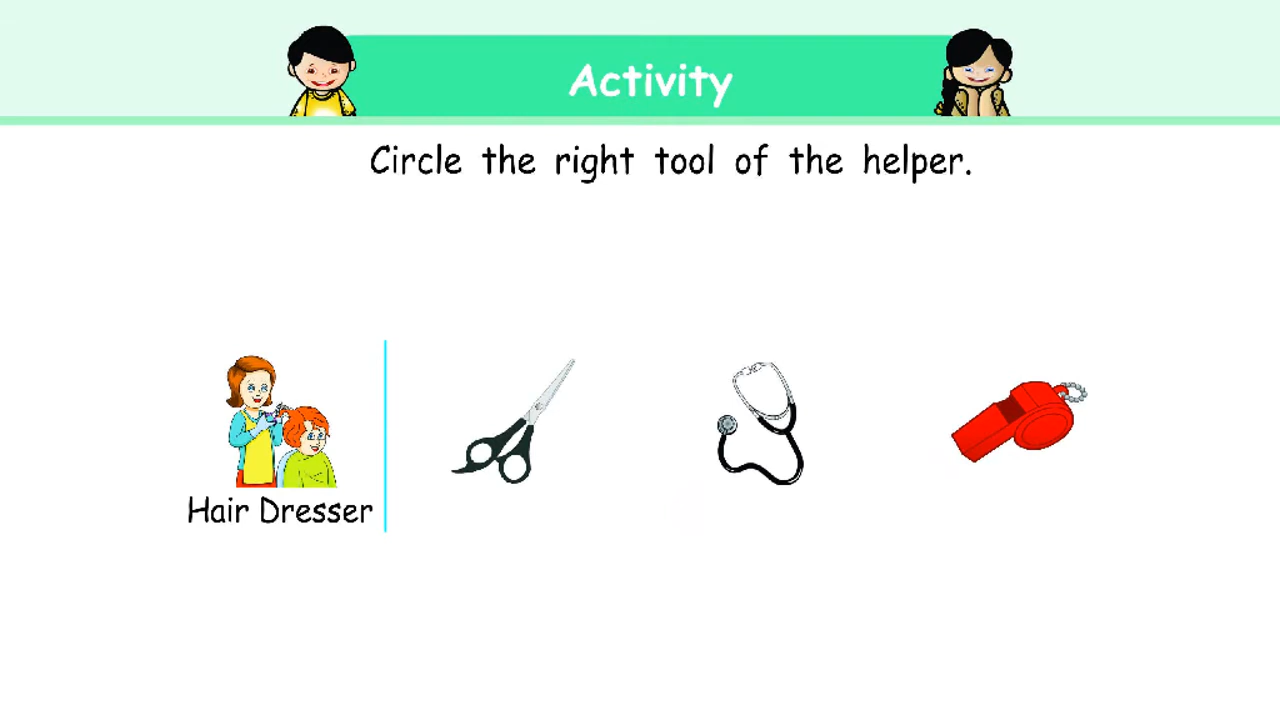 Activity
Circle the right tool of the helper.
Hair Dresser